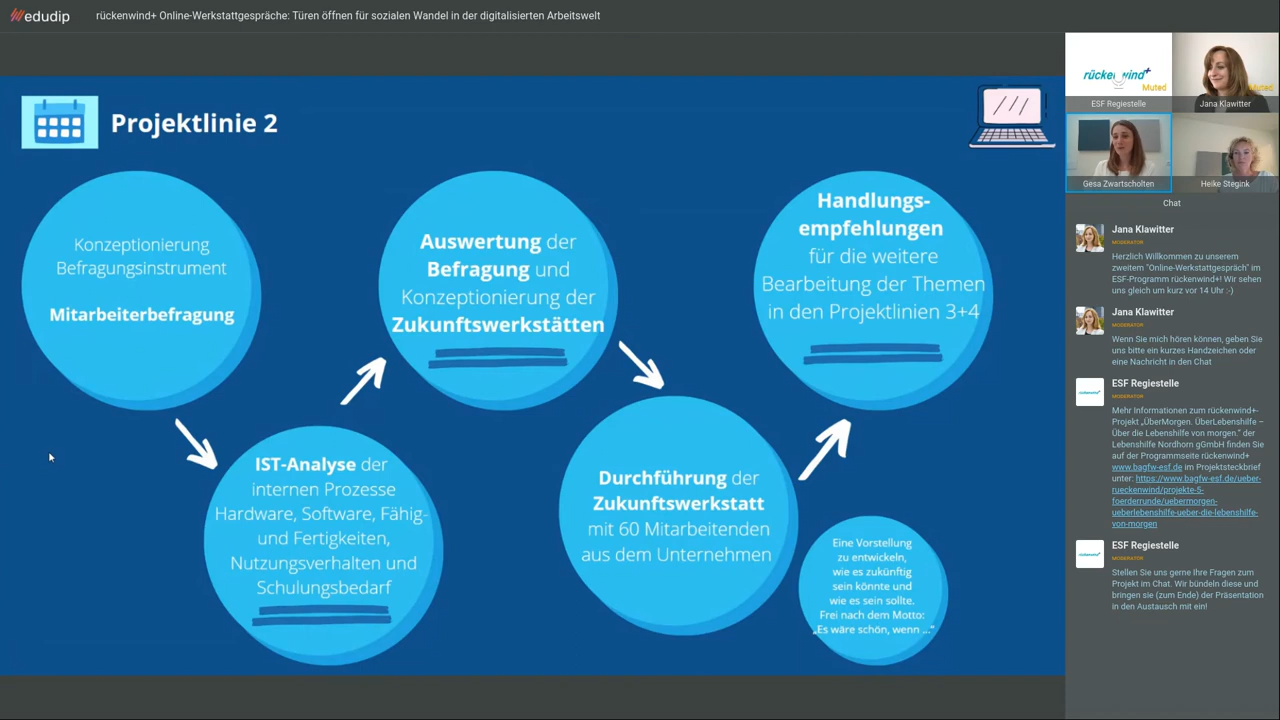 edudip
rückenwind+ Online-Werkstattgespräche: Türen öffnen für sozialen Wandel in der digitalisierten Arbeitswelt
Projektlinie 2
Konzeptionierung
Befragungsinstrument
Mitarbeiterbefragung
IST-Analyse der
internen Prozesse
Hardware, Software, Fähig-
und Fertigkeiten,
Nutzungsverhalten und
Schulungsbedarf
Auswertung der
Befragung und
Konzeptionierung der
Zukunftswerkstätten
Durchführung der
Zukunftswerkstatt
mit 60 Mitarbeitenden
aus dem Unternehmen
Eine Vorstellung
zu entwickeln,
wie es zukünftig
sein könnte und
wie es sein sollte.
Frei nach dem Motto:
„Es wäre schön, wenn ..."
Handlungs-
empfehlungen
für die weitere
Bearbeitung der Themen
in den Projektlinien 3+4
rückenwind+
Muted
ESF Regiestelle
Muted
Jana Klawitter
Gesa Zwartscholten
Heike Stegink
Chat
Jana Klawitter
MODERATOR
Herzlich Willkommen zu unserem
zweitem "Online-Werkstattgespräch" im
ESF-Programm rückenwind+! Wir sehen
uns gleich um kurz vor 14 Uhr :-)
Jana Klawitter
MODERATOR
Wenn Sie mich hören können, geben Sie
uns bitte ein kurzes Handzeichen oder
eine Nachricht in den Chat
rückenwind+
ESF Regiestelle
MODERATOR
Mehr Informationen zum rückenwind+-
Projekt „ÜberMorgen. ÜberLebenshilfe –
Über die Lebenshilfe von morgen.“ der
Lebenshilfe Nordhorn gGmbH finden Sie
auf der Programmseite rückenwind+
www.bagfw-esf.de im Projektsteckbrief
unter: https://www.bagfw-esf.de/ueber-
rueckenwind/projekte-5-
foerderrunde/uebermorgen-
ueberlebenshilfe-ueber-die-lebenshilfe-
von-morgen
rückenwind+
ESF Regiestelle
MODERATOR
Stellen Sie uns gerne Ihre Fragen zum
Projekt im Chat. Wir bündeln diese und
bringen sie (zum Ende) der Präsentation
in den Austausch mit ein!